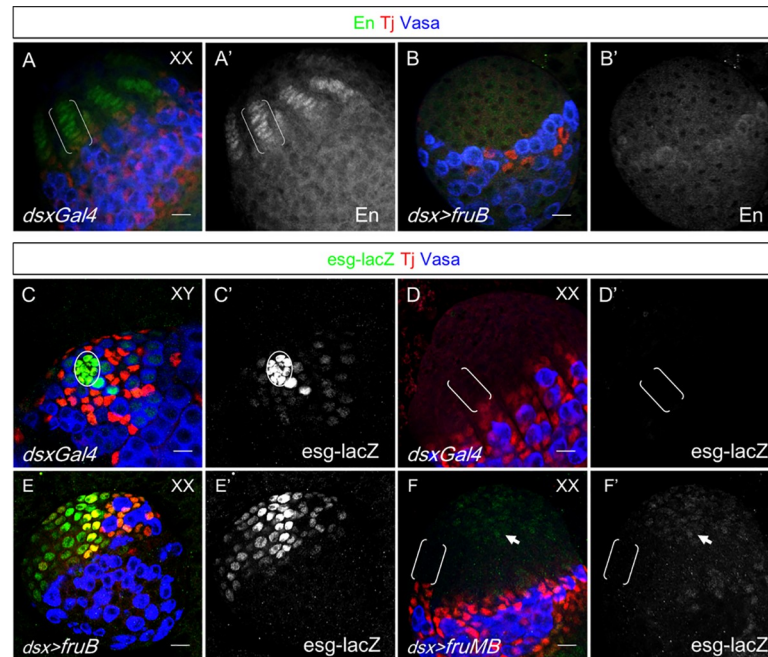 En Tj Vasa
A XX
dsxGal4
A'
En
B
dsx>fruB
B'
En
esg-lacZ Tj Vasa
C XY
dsxGal4
C'
esg-lacZ
D XX
dsxGal4
D'
esg-lacZ
E XX
dsx>fruB
E'
esg-lacZ
F XX
dsx>fruMB
F'
esg-lacZ